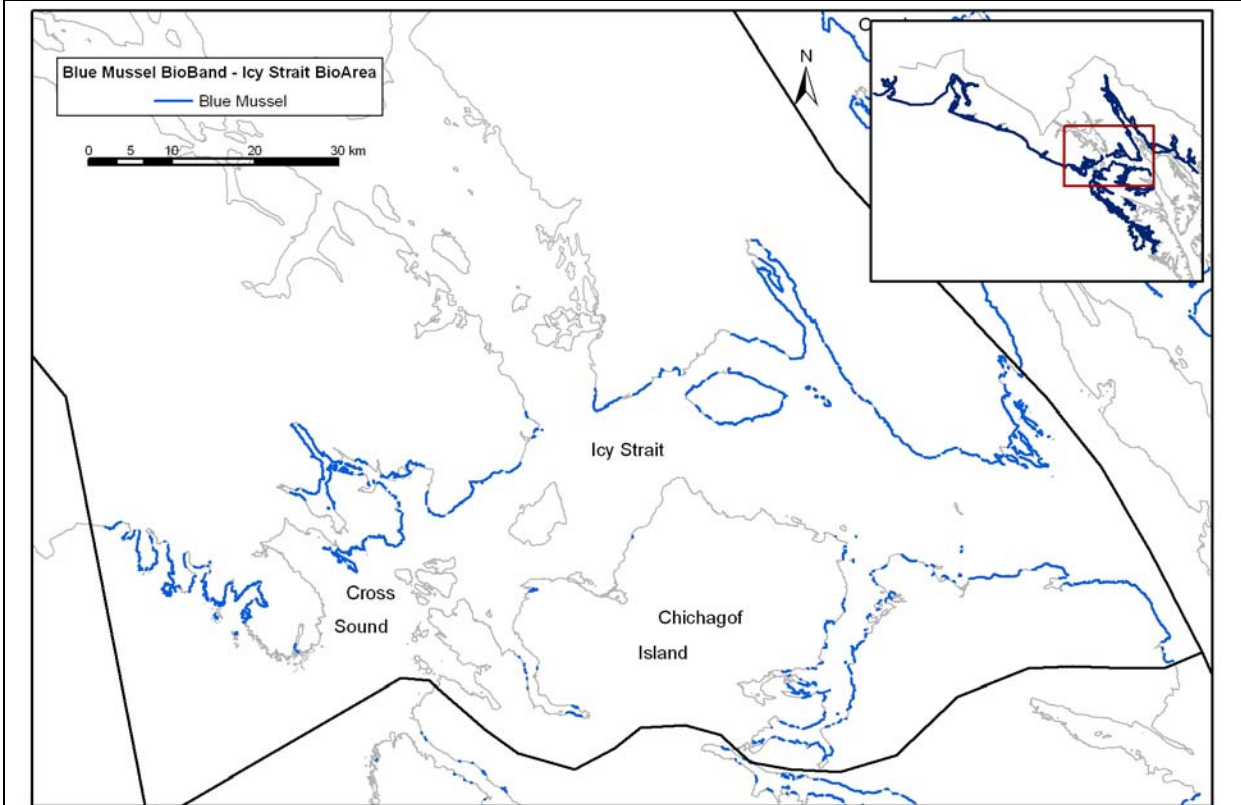 Blue Mussel BioBand - Icy Strait BioArea
Blue Mussel
0 5 10 20 30 km
N
Icy Strait
Cross
Sound
Chichagof
Island